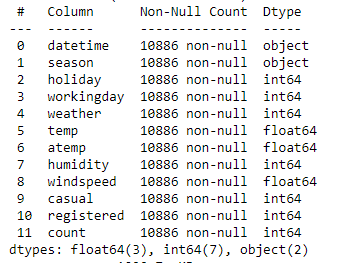 #   Column      Non-Null Count  Dtype
---  ------      --------------  -----
0   datetime    10886 non-null  object
1   season      10886 non-null  object
2   holiday     10886 non-null  int64
3   workingday  10886 non-null  int64
4   weather     10886 non-null  int64
5   temp        10886 non-null  float64
6   atemp       10886 non-null  float64
7   humidity    10886 non-null  int64
8   windspeed   10886 non-null  float64
9   casual      10886 non-null  int64
10  registered  10886 non-null  int64
11  count       10886 non-null  int64
dtypes: float64(3), int64(7), object(2)